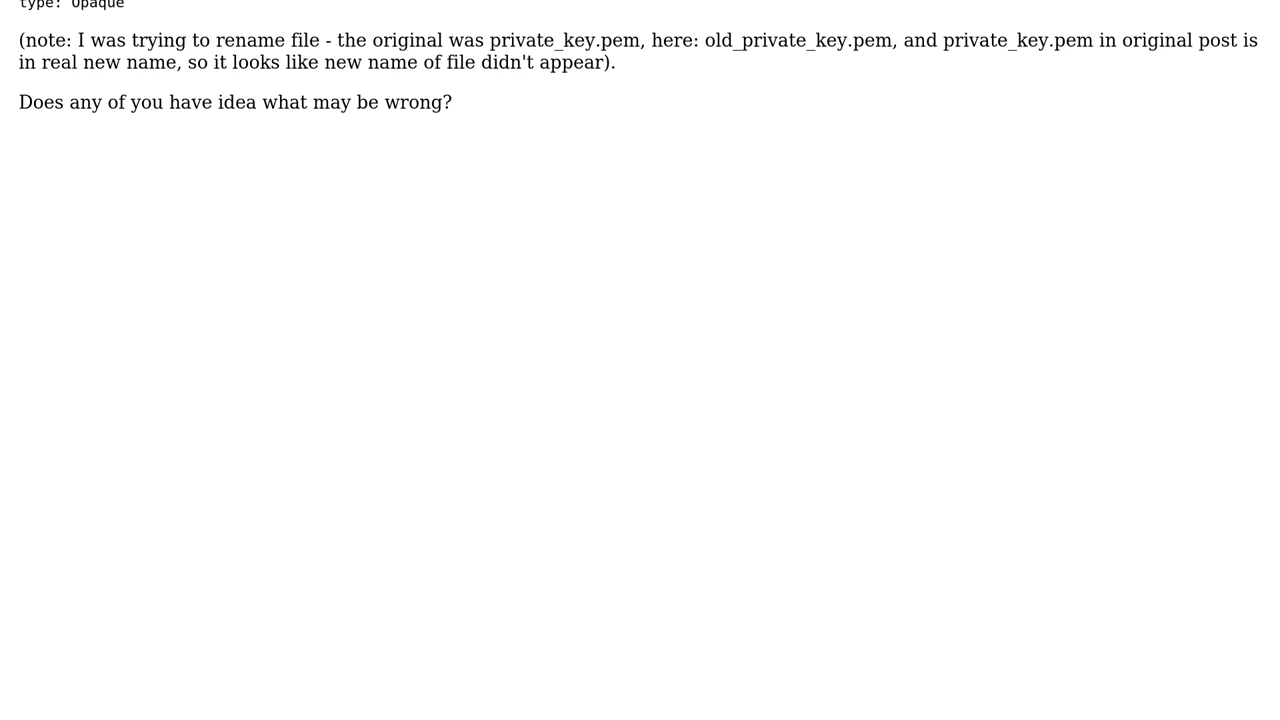 type: Opaque
(note: I was trying to rename file - the original was private_key.pem, here: old_private_key.pem, and private_key.pem in original post is
in real new name, so it looks like new name of file didn't appear).
Does any of you have idea what may be wrong?